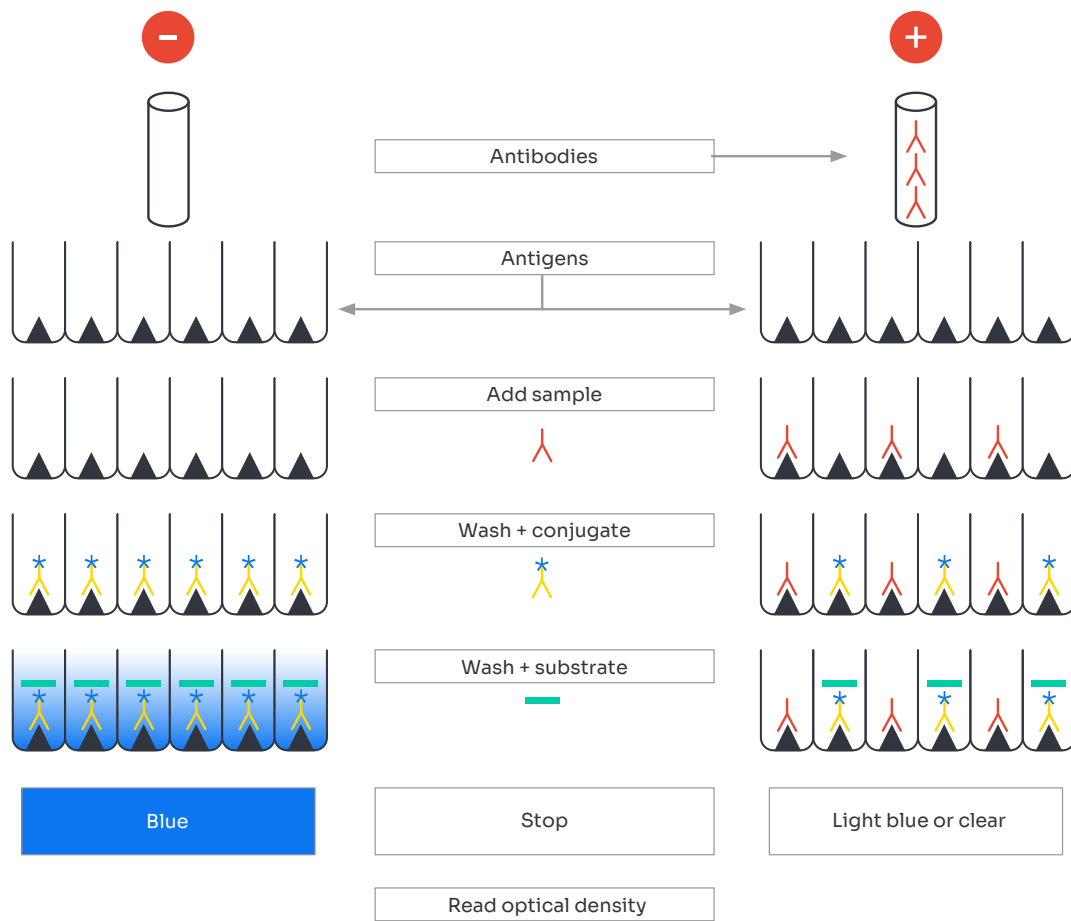 −
+
Antibodies
Antigens
Add sample
Wash + conjugate
Wash + substrate
Blue
Stop
Light blue or clear
Read optical density